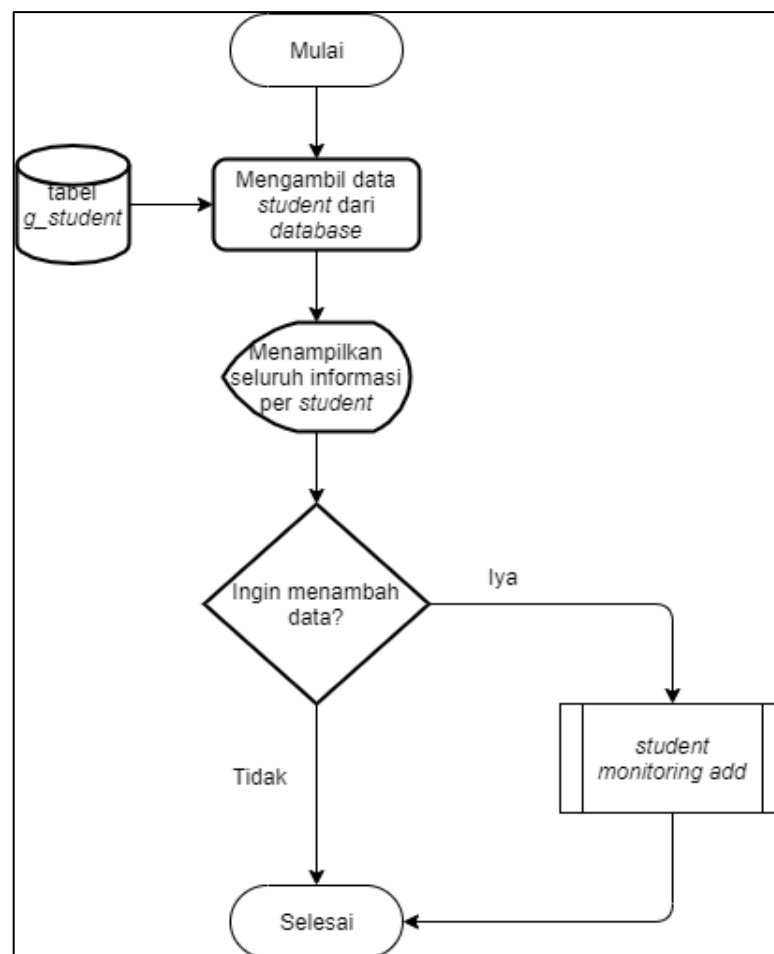 Mulai
tabel
g_student
Mengambil data
student dari
database
Menampilkan
seluruh informasi
per student
Ingin menambah
data?
Iya
student
monitoring add
Tidak
Selesai